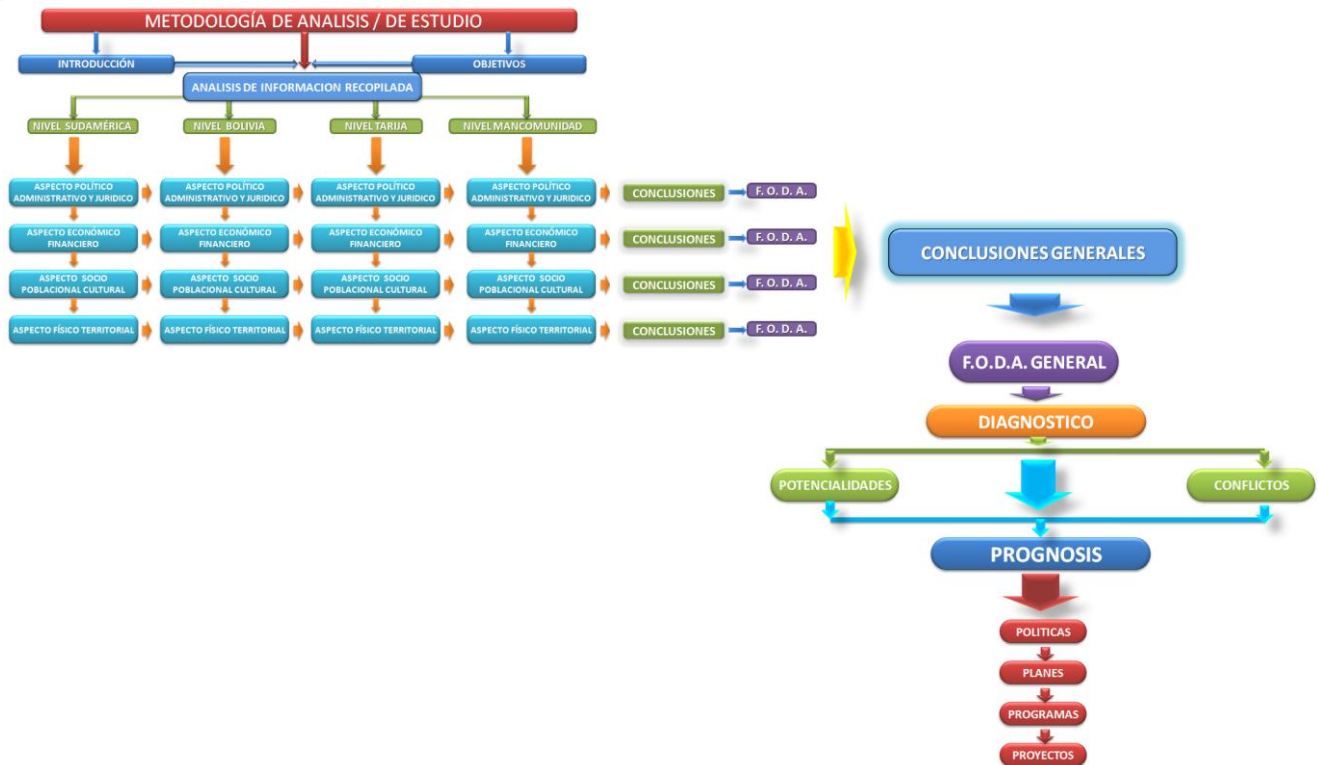 METODOLOGÍA DE ANALISIS / DE ESTUDIO
INTRODUCCIÓN
OBJETIVOS
ANALISIS DE INFORMACION RECOPILADA
NIVEL SUDAMÉRICA
NIVEL BOLIVIA
NIVEL TARIJA
NIVEL MANCOMUNIDAD
ASPECTO POLÍTICO
ADMINISTRATIVO Y JURIDICO
ASPECTO POLÍTICO
ADMINISTRATIVO Y JURIDICO
ASPECTO POLÍTICO
ADMINISTRATIVO Y JURIDICO
ASPECTO POLÍTICO
ADMINISTRATIVO Y JURIDICO
CONCLUSIONES
F. O. D. A.
ASPECTO ECONÓMICO
FINANCIERO
ASPECTO ECONÓMICO
FINANCIERO
ASPECTO ECONÓMICO
FINANCIERO
ASPECTO ECONÓMICO
FINANCIERO
CONCLUSIONES
F. O. D. A.
ASPECTO SOCIO
POBLACIONAL CULTURAL
ASPECTO SOCIO
POBLACIONAL CULTURAL
ASPECTO SOCIO
POBLACIONAL CULTURAL
ASPECTO SOCIO
POBLACIONAL CULTURAL
CONCLUSIONES
F. O. D. A.
ASPECTO FÍSICO TERRITORIAL
ASPECTO FÍSICO TERRITORIAL
ASPECTO FÍSICO TERRITORIAL
ASPECTO FÍSICO TERRITORIAL
CONCLUSIONES
F. O. D. A.
CONCLUSIONES GENERALES
F.O.D.A. GENERAL
DIAGNOSTICO
POTENCIALIDADES
CONFLICTOS
PROGNOSIS
POLITICAS
PLANES
PROGRAMAS
PROYECTOS